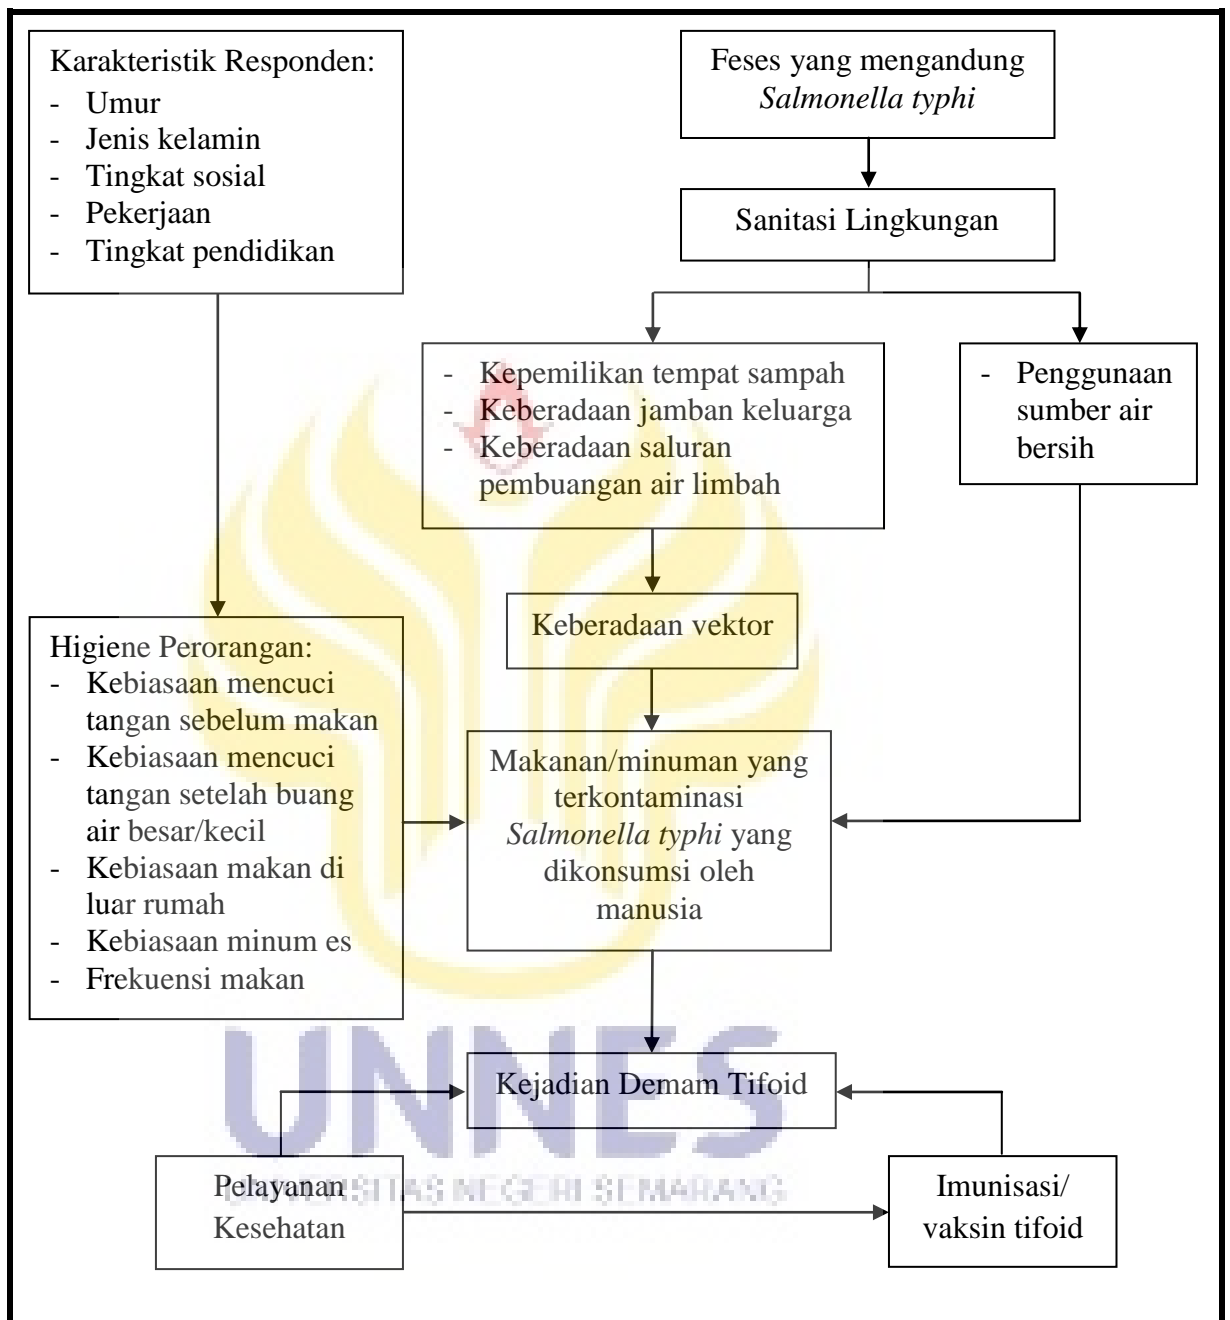 Karakteristik Responden:
- Umur
- Jenis kelamin
- Tingkat sosial
- Pekerjaan
- Tingkat pendidikan
Feses yang mengandung
Salmonella typhi
Sanitasi Lingkungan
- Kepemilikan tempat sampah
- Keberadaan jamban keluarga
- Keberadaan saluran
pembuangan air limbah
- Penggunaan
sumber air
bersih
Keberadaan vektor
Higiene Perorangan:
- Kebiasaan mencuci
tangan sebelum makan
- Kebiasaan mencuci
tangan setelah buang
air besar/kecil
- Kebiasaan makan di
luar rumah
- Kebiasaan minum es
- Frekuensi makan
Makanan/minuman yang
terkontaminasi
Salmonella typhi yang
dikonsumsi oleh
manusia
UNNES
UNIVERSITAS NEGERI SEMARANG
Kejadian Demam Tifoid
Pelayanan
Kesehatan
Imunisasi/
vaksin tifoid